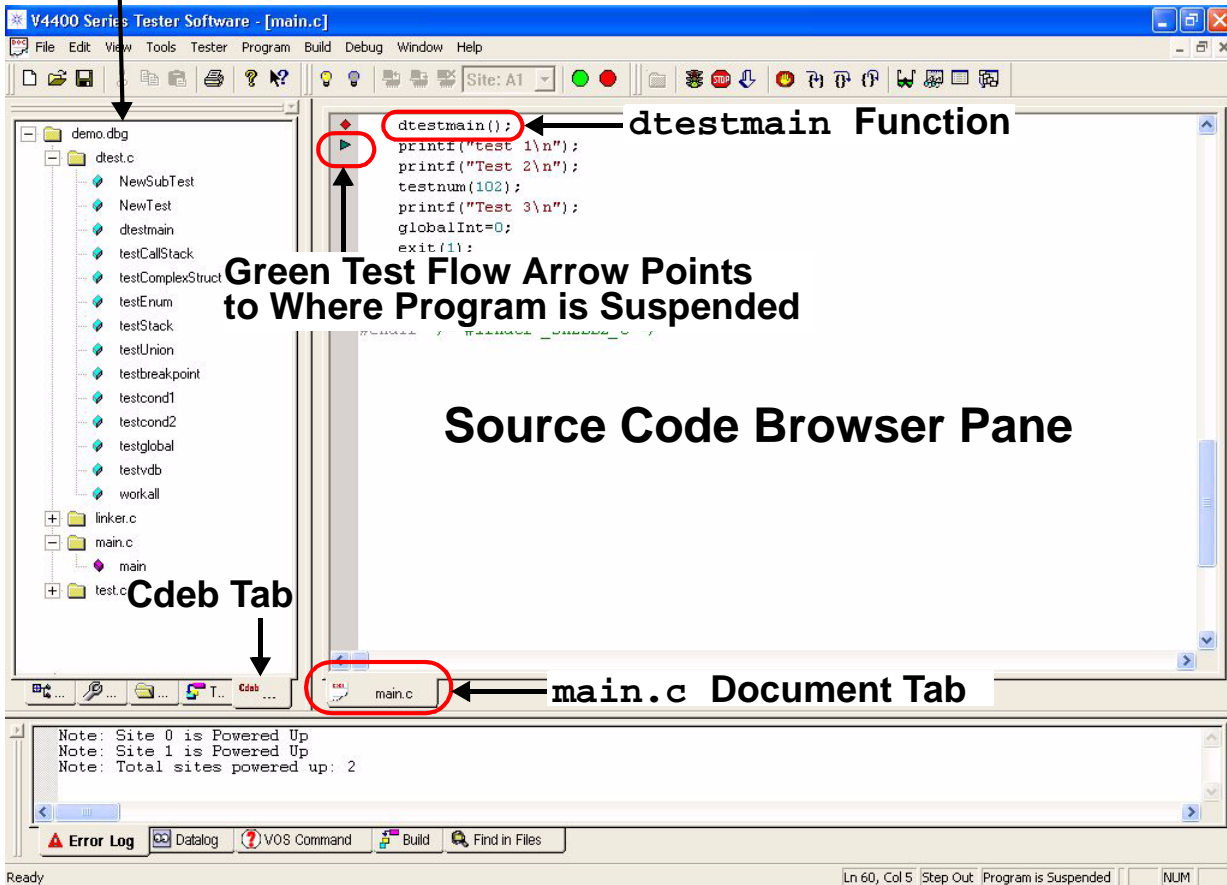 V4400 Series Tester Software - [main.c]
File Edit View Tools Tester Program Build Debug Window Help
Site: A1
demo.dbg
dtest.c
NewSubTest
NewTest
dtestmain
testCallStack
testComplexStruct
testEnum
testStack
testUnion
testbreakpoint
testcond1
testcond2
testglobal
testvdb
workall
linker.c
main.c
main
test.c
Cdeb Tab
T... Cdeb ...
dtestmain();
dtestmain Function
printf("test 1\n");
printf("Test 2\n");
testnum(102);
printf("Test 3\n");
globalInt=0;
exit(1);
Green Test Flow Arrow Points
to Where Program is Suspended
Source Code Browser Pane
main.c
main.c Document Tab
Note: Site 0 is Powered Up
Note: Site 1 is Powered Up
Note: Total sites powered up: 2
Error Log Datalog VOS Command Build Find in Files
Ready Ln 60, Col 5 Step Out Program is Suspended NUM